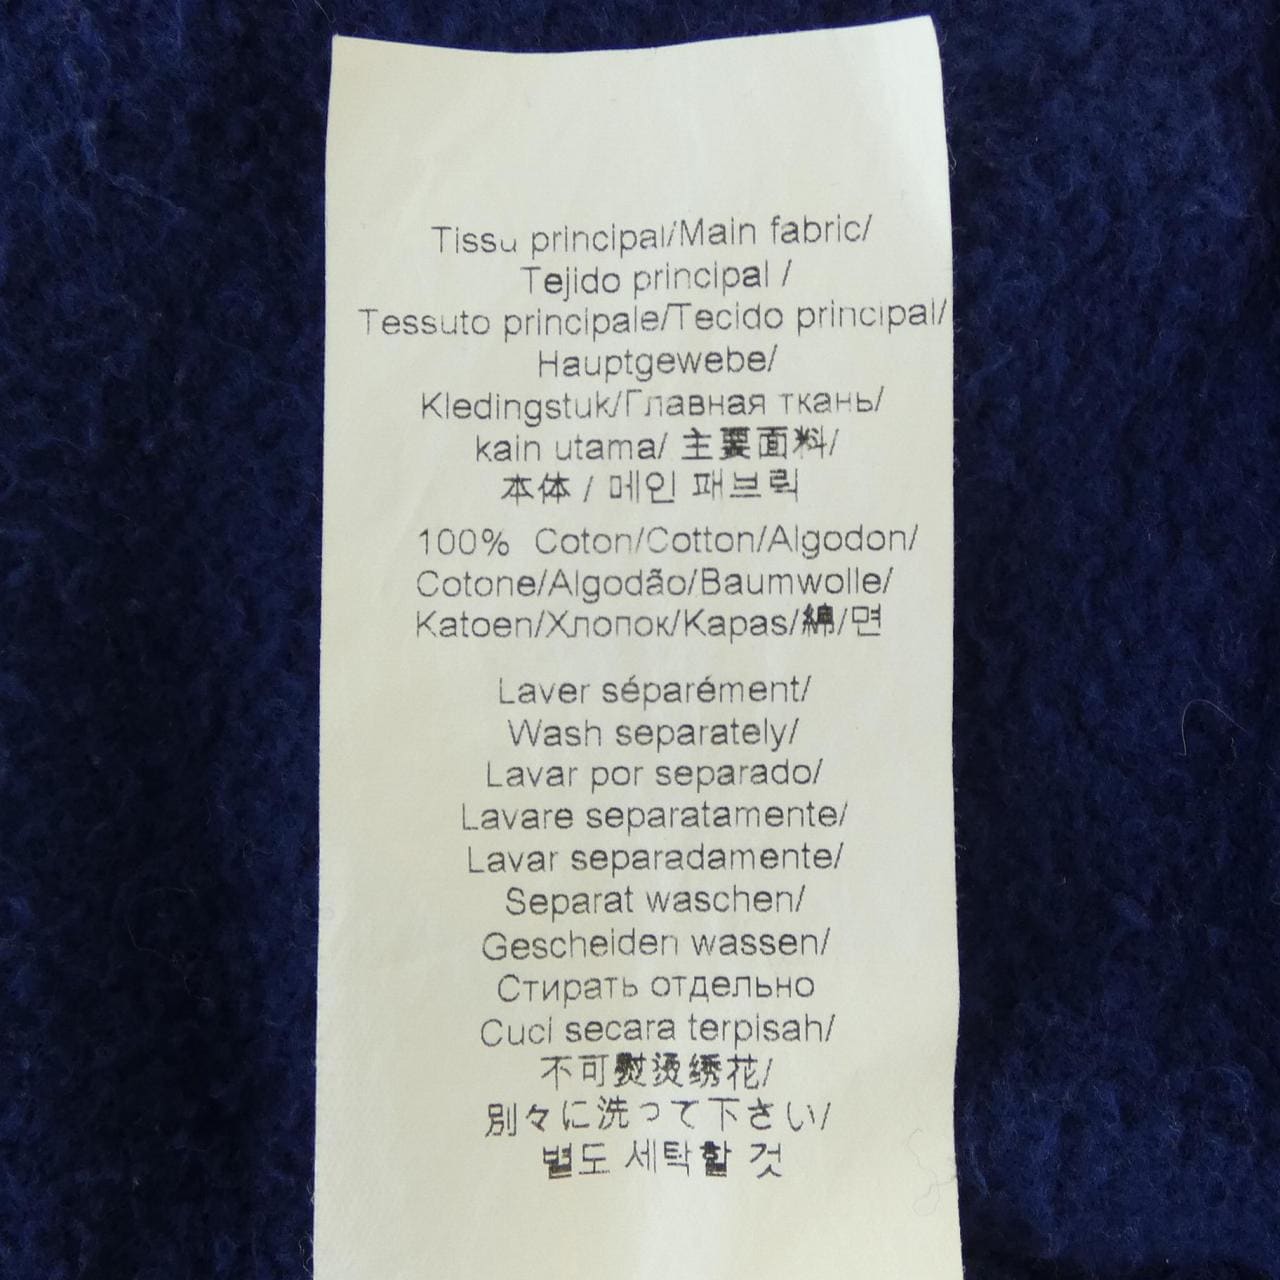 Tissu principal/Main fabric/
Tejido principal /
Tessuto principale/Tecido principal/
Hauptgewebe/
Kledingstuk/Главная ткань/
kain utama/ 主要面料/
本体 / 메인 패브릭
100% Coton/Cotton/Algodon/
Cotone/Algodão/Baumwolle/
Katoen/Хлопок/Kapas/綿/면
Laver séparément/
Wash separately/
Lavar por separado/
Lavare separatamente/
Lavar separadamente/
Separat waschen/
Gescheiden wassen/
Стирать отдельно
Cuci secara terpisah/
不可熨烫绣花/
別々に洗って下さい/
별도 세탁할 것